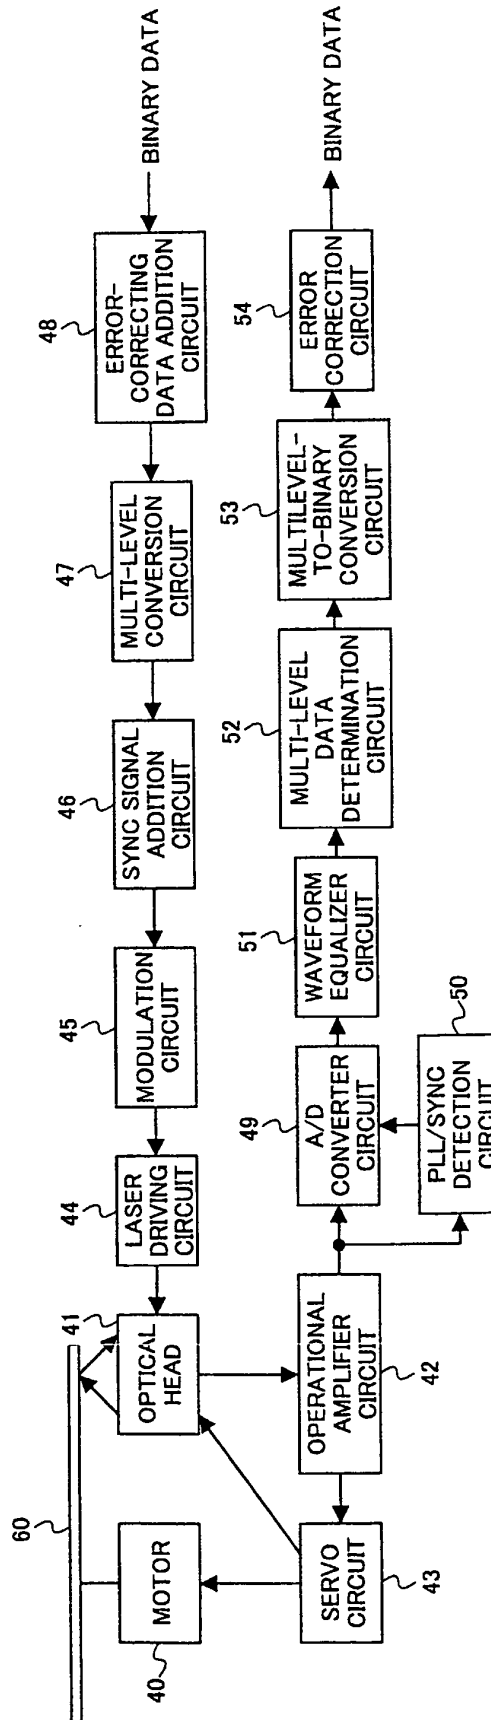 60
MOTOR
40
OPTICAL
HEAD
41
LASER
DRIVING
CIRCUIT
44
MODULATION
CIRCUIT
45
SYNC SIGNAL
ADDITION
CIRCUIT
46
MULTI-LEVEL
CONVERSION
CIRCUIT
47
ERROR-
CORRECTING
DATA ADDITION
CIRCUIT
48
BINARY DATA
SERVO
CIRCUIT
43
OPERATIONAL
AMPLIFIER
CIRCUIT
42
A/D
CONVERTER
CIRCUIT
49
PLL/SYNC
DETECTION
CIRCUIT
50
WAVEFORM
EQUALIZER
CIRCUIT
51
MULTI-LEVEL
DATA
DETERMINATION
CIRCUIT
52
MULTILEVEL-
TO-BINARY
CONVERSION
CIRCUIT
53
ERROR
CORRECTION
CIRCUIT
54
BINARY DATA